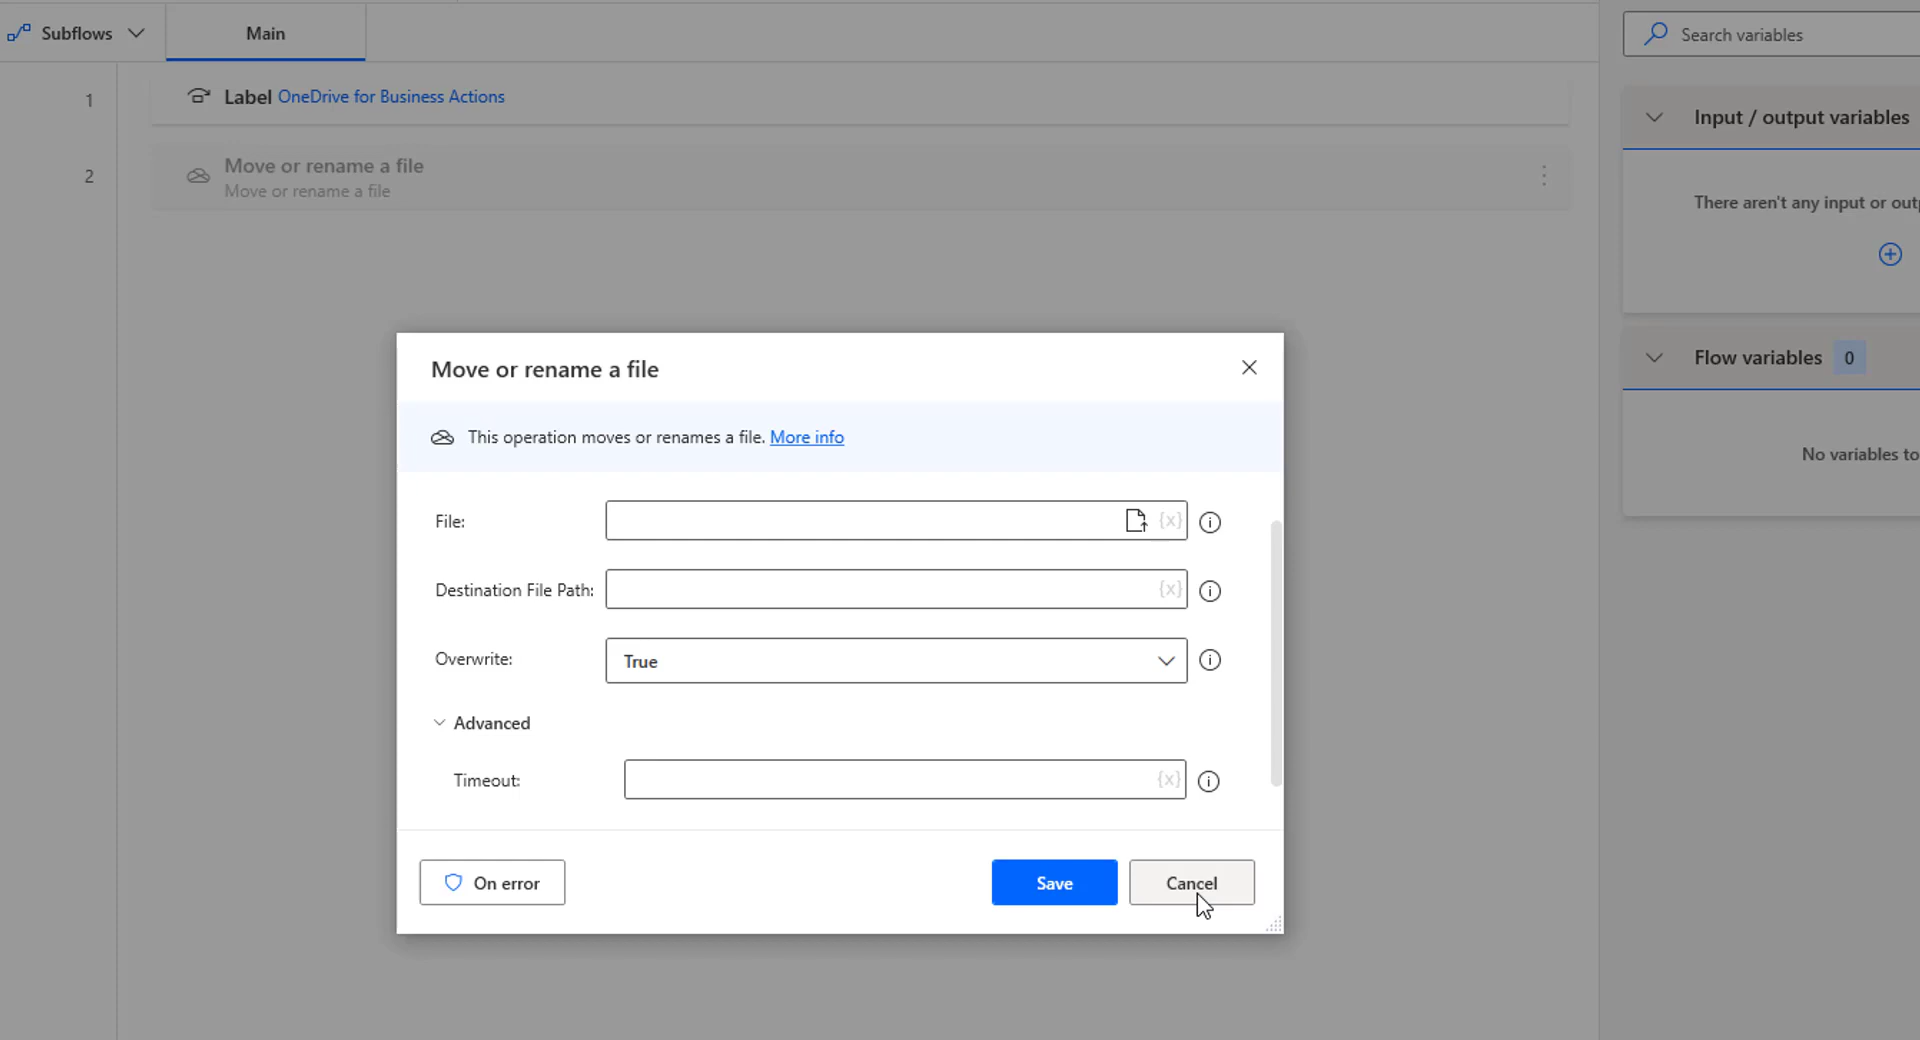 Subflows
Main
Search variables
1
Label OneDrive for Business Actions
Input / output variables
2
Move or rename a file
Move or rename a file
There aren't any input or
Flow variables 0
No variables to
Move or rename a file
This operation moves or renames a file. More info
File:
{x}
Destination File Path:
{x}
Overwrite:
True
Advanced
Timeout:
{x}
On error
Save
Cancel